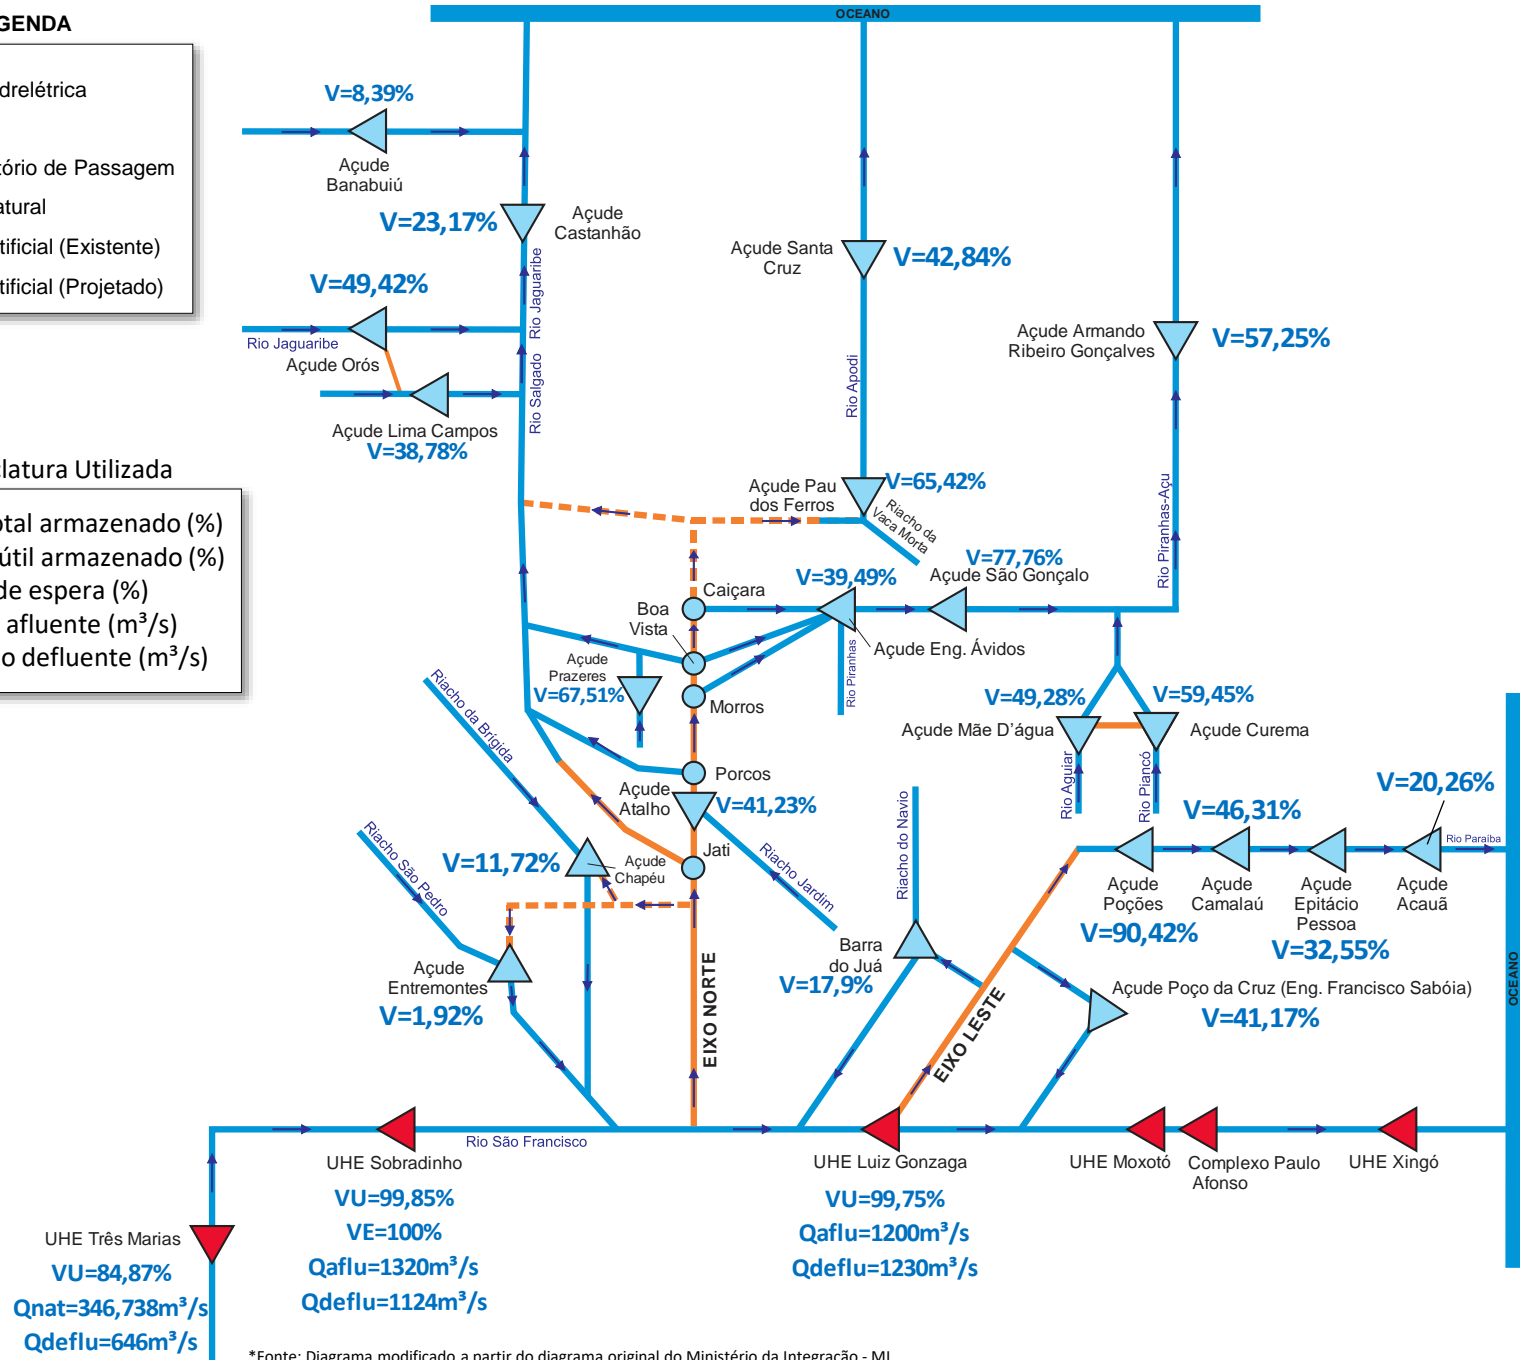 OCEANO
GENDA
drelétrica
tório de Passagem
atural
tificial (Existente)
tificial (Projetado)
V=8,39%
Açude
Banabuiú
V=23,17%
Açude
Castanhão
V=49,42%
Rio Jaguaribe
Rio Jaguaribe
Açude Orós
Rio Salgado
Açude Lima Campos
V=38,78%
Açude Santa
Cruz
V=42,84%
Rio Apodi
Açude Armando
Ribeiro Gonçalves
V=57,25%
Rio Piranhas-Açu
clatura Utilizada
otal armazenado (%)
útil armazenado (%)
de espera (%)
afluente (m³/s)
o defluente (m³/s)
Açude Pau
dos Ferros
V=65,42%
Riacho da
Vaca Morta
V=77,76%
Açude São Gonçalo
V=39,49%
Caiçara
Boa
Vista
Açude Eng. Ávidos
Rio Piranhas
Açude
Prazeres
V=67,51%
Morros
V=49,28%
V=59,45%
Açude Mãe D'água
Açude Curema
Rio Aguiar
Rio Piancó
Riacho da Brígida
Porcos
Açude
Atalho
V=41,23%
Jati
Riacho Jardim
Riacho São Pedro
V=11,72%
Açude
Chapéu
Riacho do Navio
V=20,26%
V=46,31%
Rio Paraíba
Açude
Poções
V=90,42%
Açude
Camalaú
Açude
Epitácio
Pessoa
V=32,55%
Açude
Acauã
Açude
Entremontes
V=1,92%
EIXO NORTE
Barra
do Juá
V=17,9%
EIXO LESTE
Açude Poço da Cruz (Eng. Francisco Sabóia)
V=41,17%
OCEANO
Rio São Francisco
UHE Sobradinho
VU=99,85%
VE=100%
Qaflu=1320m³/s
Qdeflu=1124m³/s
UHE Luiz Gonzaga
VU=99,75%
Qaflu=1200m³/s
Qdeflu=1230m³/s
UHE Moxotó
Complexo Paulo
Afonso
UHE Xingó
UHE Três Marias
VU=84,87%
Qnat=346,738m³/s
Qdeflu=646m³/s
*Fonte: Diagrama modificado a partir do diagrama original do Ministério da Integração - MI